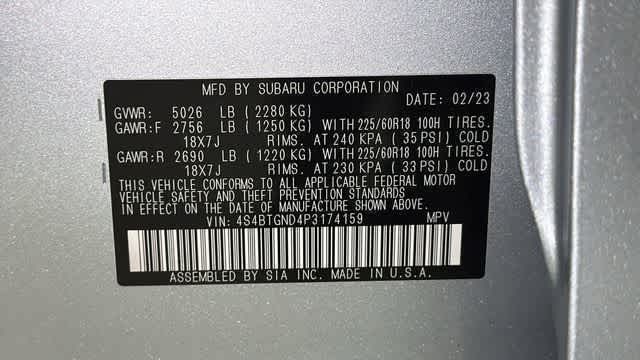 MFD BY SUBARU CORPORATION
DATE: 02/23
GVWR: 5026 LB ( 2280 KG)
GAWR:F 2756 LB ( 1250 KG) WITH 225/60R18 100H TIRES.
18X7J RIMS. AT 240 KPA ( 35 PSI) COLD
GAWR:R 2690 LB ( 1220 KG) WITH 225/60R18 100H TIRES.
18X7J RIMS. AT 230 KPA ( 33 PSI) COLD
THIS VEHICLE CONFORMS TO ALL APPLICABLE FEDERAL MOTOR
VEHICLE SAFETY AND THEFT PREVENTION STANDARDS
IN EFFECT ON THE DATE OF MANUFACTURE SHOWN ABOVE.
VIN: 4S4BTGND4P3174159 MPV
ASSEMBLED BY SIA INC. MADE IN U.S.A.